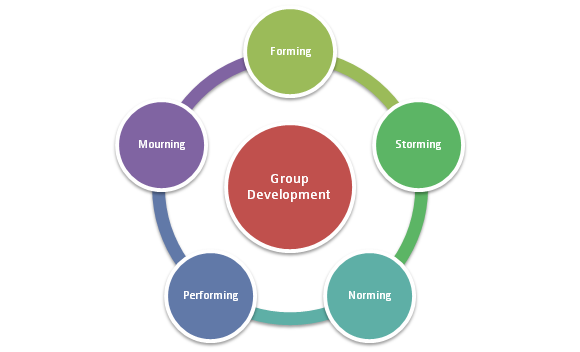 Forming
Storming
Norming
Performing
Mourning
Group
Development